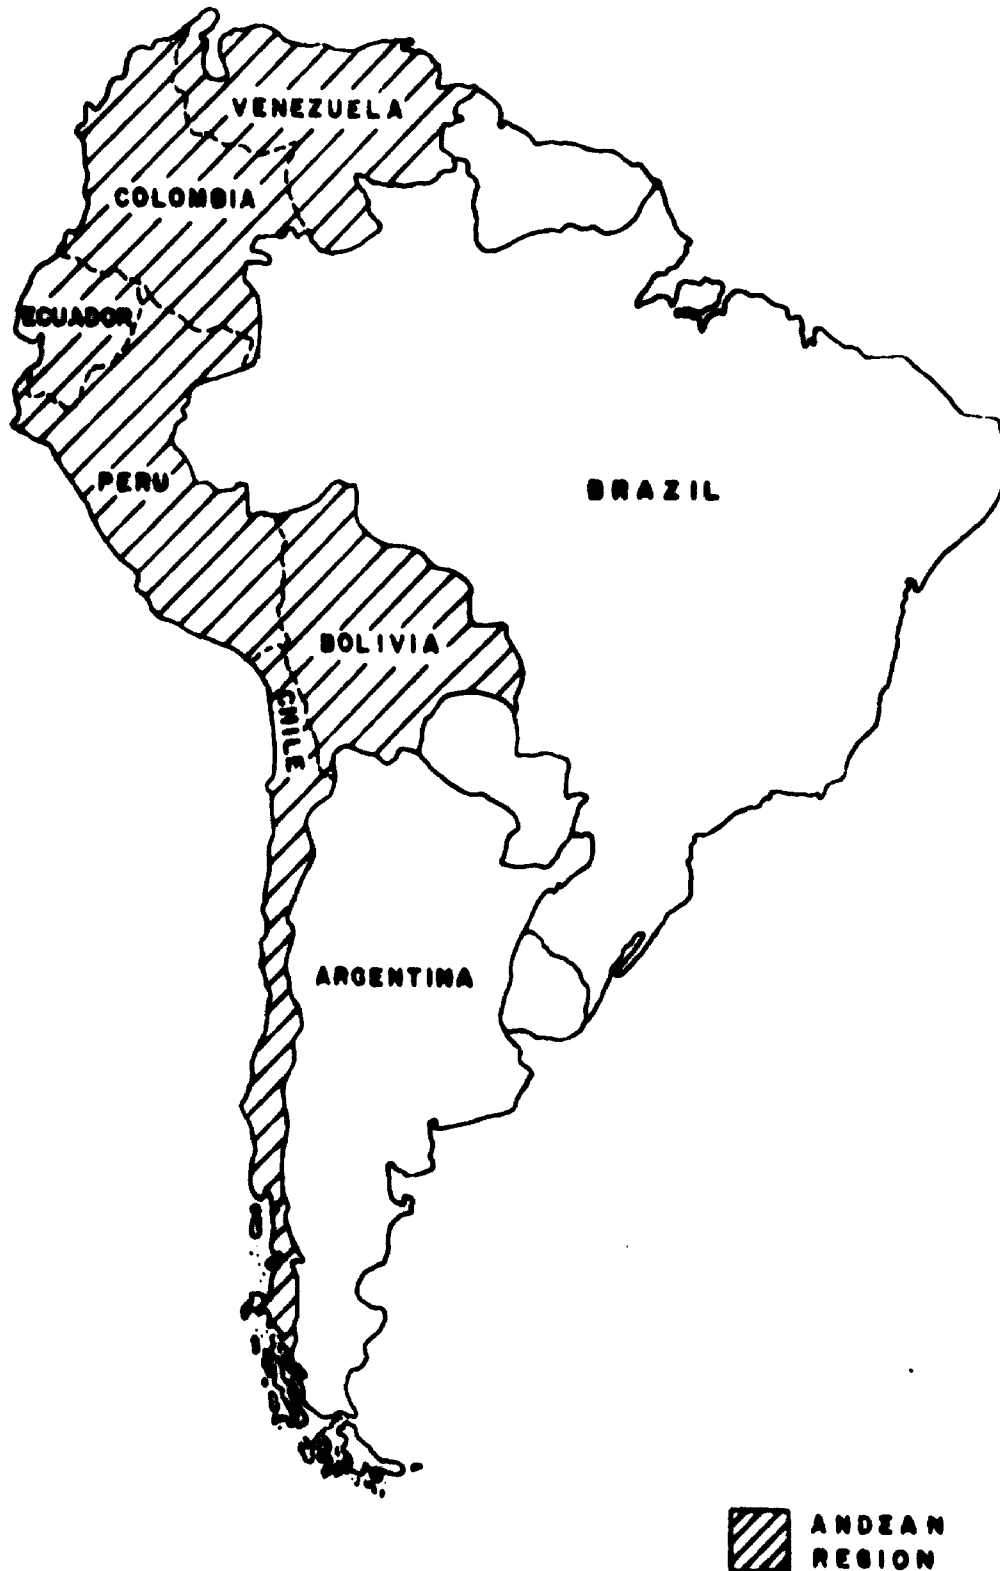 VENEZUELA
COLOMBIA
ECUADOR
PERU
BRAZIL
BOLIVIA
CHILE
ARGENTINA
ANDEAN
REGION